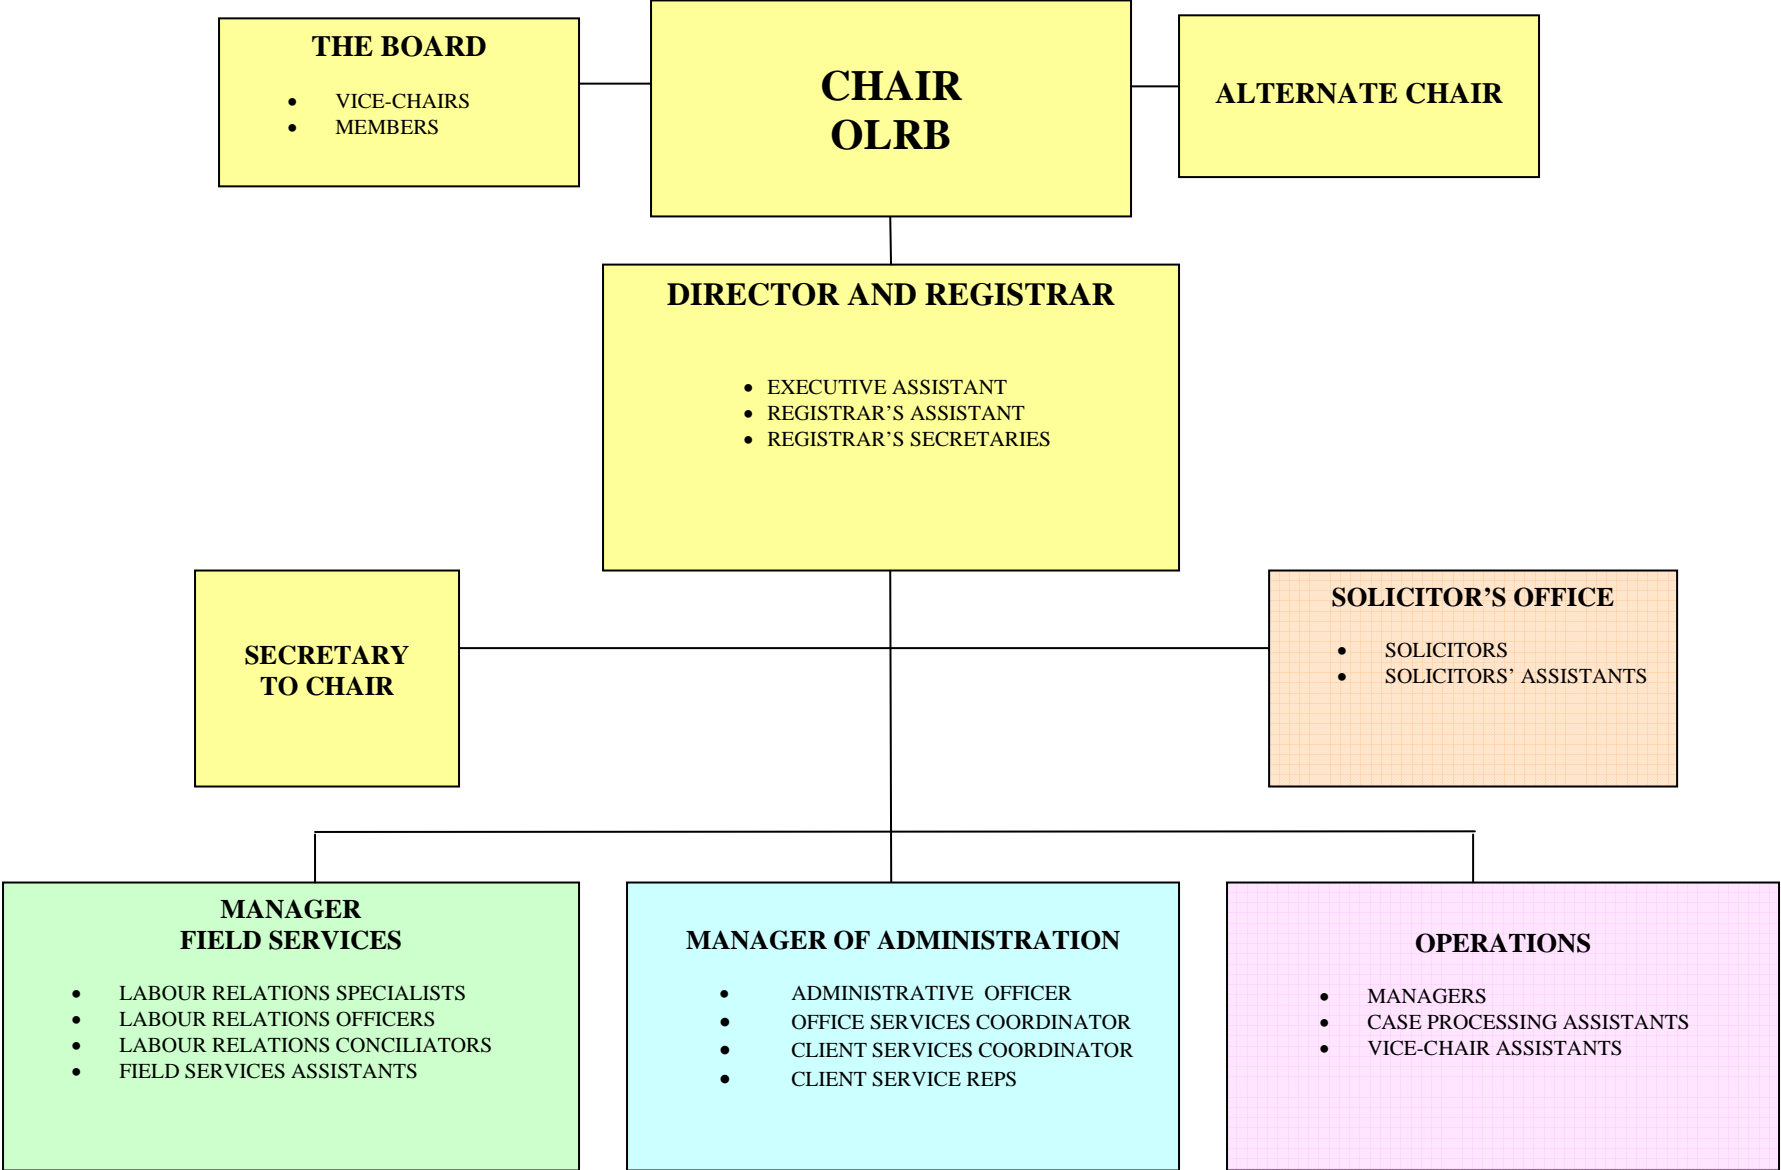 THE BOARD
• VICE-CHAIRS
• MEMBERS
CHAIR
OLRB
ALTERNATE CHAIR
DIRECTOR AND REGISTRAR
• EXECUTIVE ASSISTANT
• REGISTRAR’S ASSISTANT
• REGISTRAR’S SECRETARIES
SECRETARY
TO CHAIR
SOLICITOR’S OFFICE
• SOLICITORS
• SOLICITORS’ ASSISTANTS
MANAGER
FIELD SERVICES
• LABOUR RELATIONS SPECIALISTS
• LABOUR RELATIONS OFFICERS
• LABOUR RELATIONS CONCILIATORS
• FIELD SERVICES ASSISTANTS
MANAGER OF ADMINISTRATION
• ADMINISTRATIVE OFFICER
• OFFICE SERVICES COORDINATOR
• CLIENT SERVICES COORDINATOR
• CLIENT SERVICE REPS
OPERATIONS
• MANAGERS
• CASE PROCESSING ASSISTANTS
• VICE-CHAIR ASSISTANTS